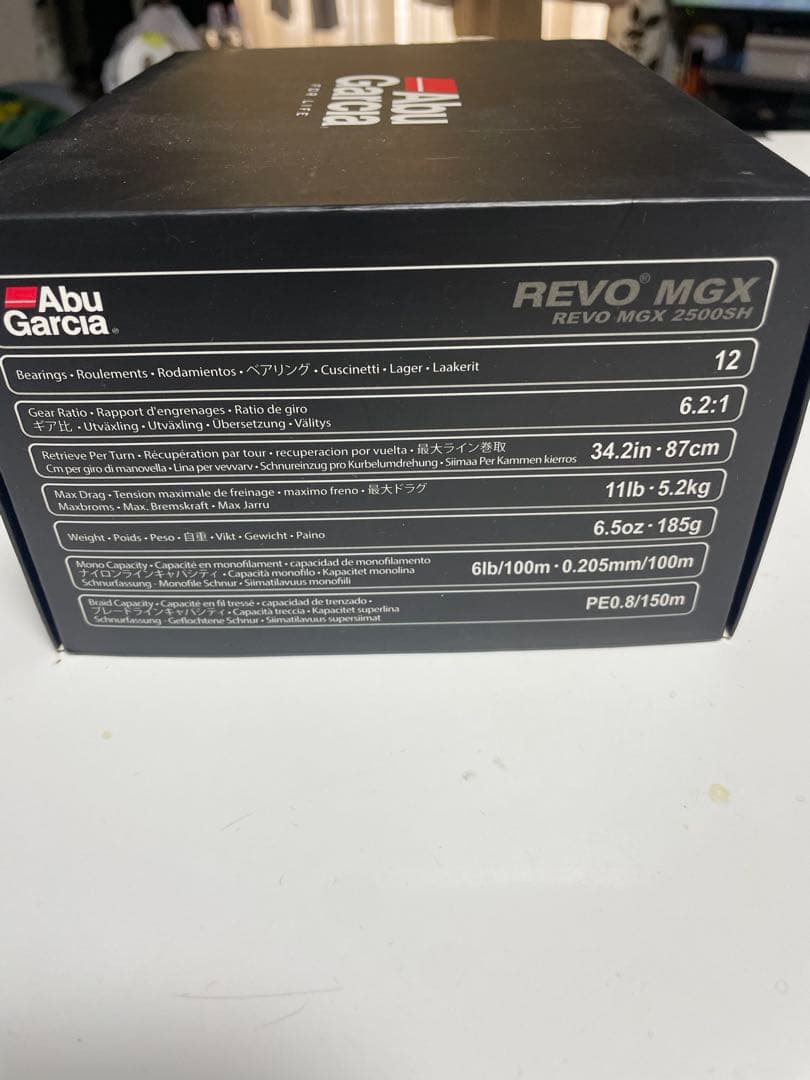 Abu
Garcia
FOR LIFE
Abu
Garcia®
REVO® MGX
REVO MGX 2500SH
Bearings • Roulements • Rodamientos • ベアリング • Cuscinetti • Lager • Laakerit 12
Gear Ratio • Rapport d'engrenages • Ratio de giro
ギア比 • Utväxling • Utväxling • Übersetzung • Välitys
6.2:1
Retrieve Per Turn • Récupération par tour • recuperacion por vuelta • 最大ライン巻取
Cm per giro di manovella • Lina per vevvarv • Schnureinzug pro Kurbelumdrehung • Siimaa Per Kammen kierros
34.2in • 87cm
Max Drag • Tension maximale de freinage • maximo freno • 最大ドラグ
Maxbroms • Max. Bremskraft • Max Jarru
11lb • 5.2kg
Weight • Poids • Peso • 自重 • Vikt • Gewicht • Paino 6.5oz • 185g
Mono Capacity • Capacité en monofilament • capacidad de monofilamento
ナイロンラインキャパシティ • Capacità monofilo • Kapacitet monolina
Schnurfassung - Monofile Schnur • Siimatilavuus monofiili
6lb/100m • 0.205mm/100m
Braid Capacity • Capacité en fil tressé • capacidad de trenzado •
ブレードラインキャパシティ • Capacità treccia • Kapacitet superlina
Schnurfassung - Geflochtene Schnur • Siimatilavuus supersiimat
PE0.8/150m